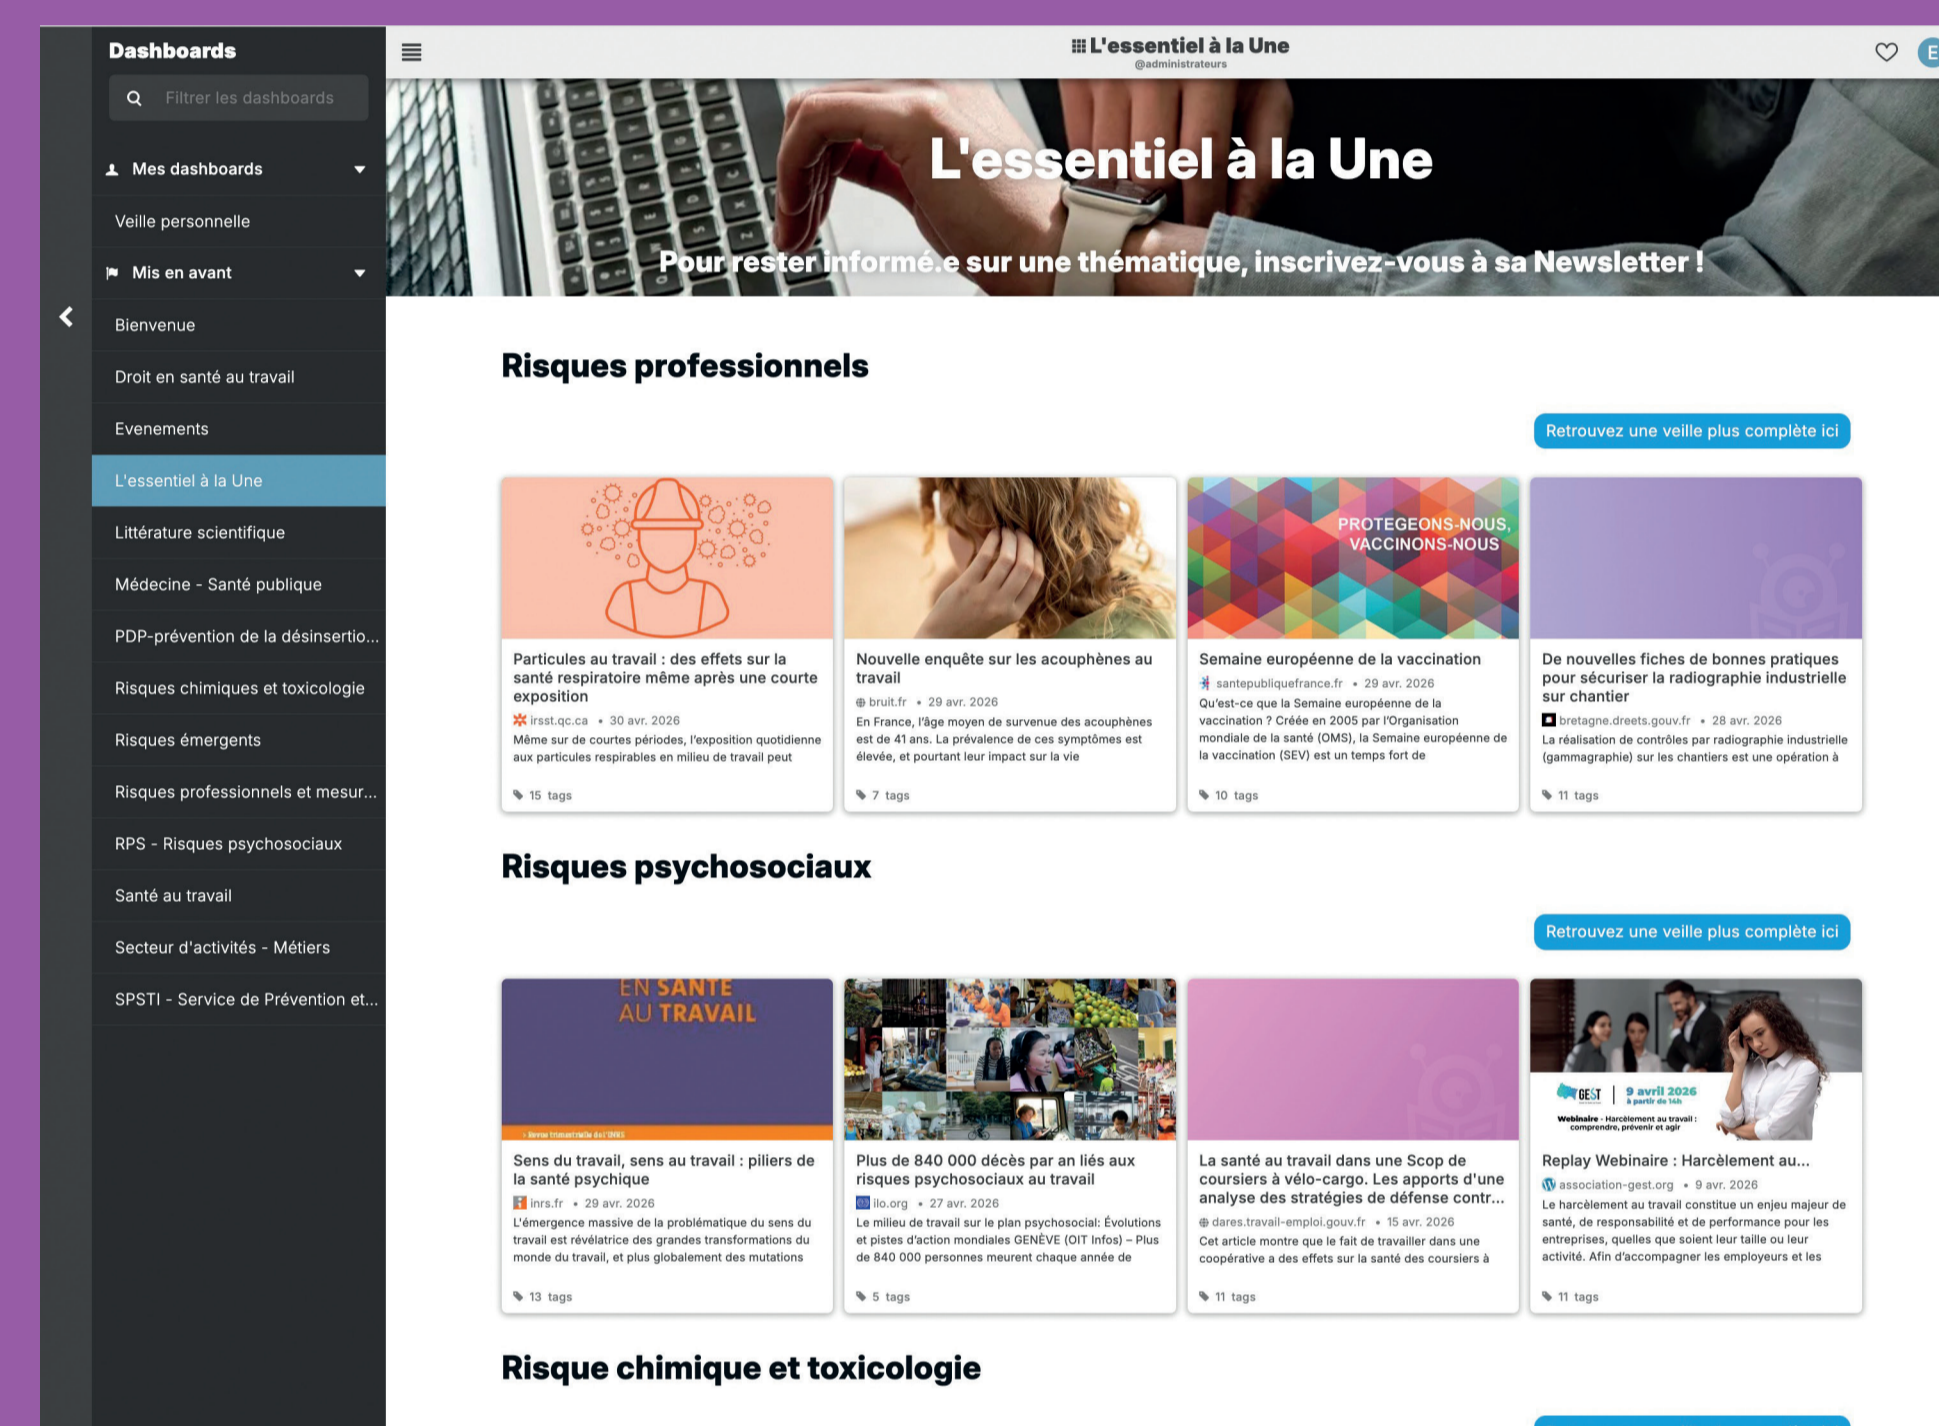 Dashboards
Filtrer les dashboards
Mes dashboards
Veille personnelle
Mis en avant
Bienvenue
Droit en santé au travail
Evenements
L'essentiel à la Une
Littérature scientifique
Médecine - Santé publique
PDP-prévention de la désinsertio...
Risques chimiques et toxicologie
Risques émergents
Risques professionnels et mesur...
RPS - Risques psychosociaux
Santé au travail
Secteur d'activités - Métiers
SPSTI - Service de Prévention et...
L'essentiel à la Une
@administrateurs
E
L'essentiel à la Une
Pour rester informé.e sur une thématique, inscrivez-vous à sa Newsletter !
Risques professionnels
Retrouvez une veille plus complète ici
Particules au travail : des effets sur la
santé respiratoire même après une courte
exposition
irsst.qc.ca • 30 avr. 2026
Même sur de courtes périodes, l'exposition quotidienne
aux particules respirables en milieu de travail peut
15 tags
Nouvelle enquête sur les acouphènes au
travail
bruit.fr • 29 avr. 2026
En France, l'âge moyen de survenue des acouphènes
est de 41 ans. La prévalence de ces symptômes est
élevée, et pourtant leur impact sur la vie
7 tags
PROTEGEONS-NOUS,
VACCINONS-NOUS
Semaine européenne de la vaccination
santepubliquefrance.fr • 29 avr. 2026
Qu'est-ce que la Semaine européenne de la
vaccination ? Créée en 2005 par l'Organisation
mondiale de la santé (OMS), la Semaine européenne de
la vaccination (SEV) est un temps fort de
10 tags
De nouvelles fiches de bonnes pratiques
pour sécuriser la radiographie industrielle
sur chantier
bretagne.dreets.gouv.fr • 28 avr. 2026
La réalisation de contrôles par radiographie industrielle
(gammagraphie) sur les chantiers est une opération à
11 tags
Risques psychosociaux
Retrouvez une veille plus complète ici
EN SANTÉ
AU TRAVAIL
> Revue trimestrielle de l'INRS
Sens du travail, sens au travail : piliers de
la santé psychique
inrs.fr • 29 avr. 2026
L'émergence massive de la problématique du sens du
travail est révélatrice des grandes transformations du
monde du travail, et plus globalement des mutations
13 tags
Plus de 840 000 décès par an liés aux
risques psychosociaux au travail
ilo.org • 27 avr. 2026
Le milieu de travail sur le plan psychosocial: Évolutions
et pistes d'action mondiales GENÈVE (OIT Infos) – Plus
de 840 000 personnes meurent chaque année de
5 tags
La santé au travail dans une Scop de
coursiers à vélo-cargo. Les apports d'une
analyse des stratégies de défense contr...
dares.travail-emploi.gouv.fr • 15 avr. 2026
Cet article montre que le fait de travailler dans une
coopérative a des effets sur la santé des coursiers à
11 tags
GEST
9 avril 2026
à partir de 14h
Webinaire - Harcèlement au travail :
comprendre, prévenir et agir
Replay Webinaire : Harcèlement au...
association-gest.org • 9 avr. 2026
Le harcèlement au travail constitue un enjeu majeur de
santé, de responsabilité et de performance pour les
entreprises, quelles que soient leur taille ou leur
activité. Afin d'accompagner les employeurs et les
11 tags
Risque chimique et toxicologie